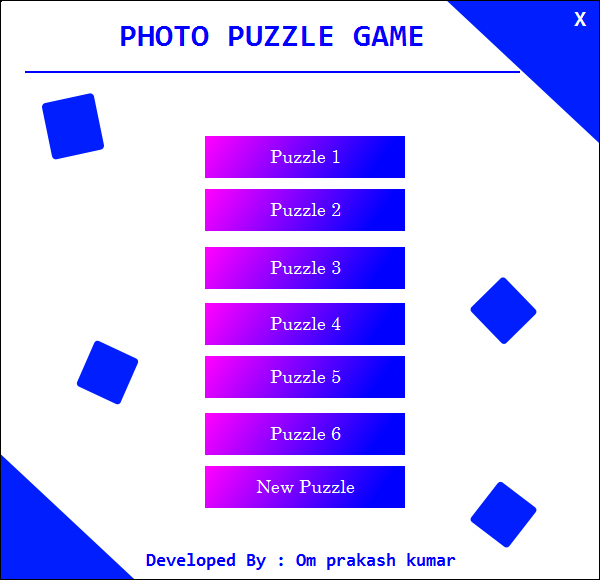 X
PHOTO PUZZLE GAME
Puzzle 1
Puzzle 2
Puzzle 3
Puzzle 4
Puzzle 5
Puzzle 6
New Puzzle
Developed By : Om prakash kumar